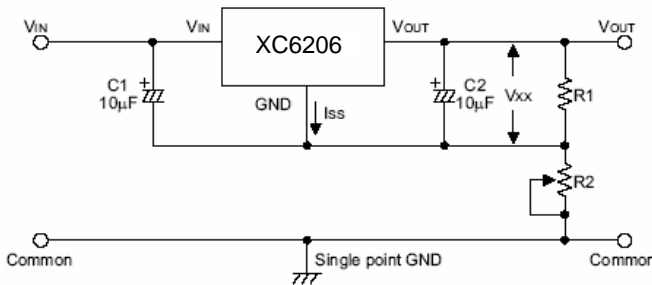 VIN
VIN
XC6206
VOUT
VOUT
C1
+
10µF
GND
ISS
+
C2
10µF
VXX
R1
R2
Common
Single point GND
Common